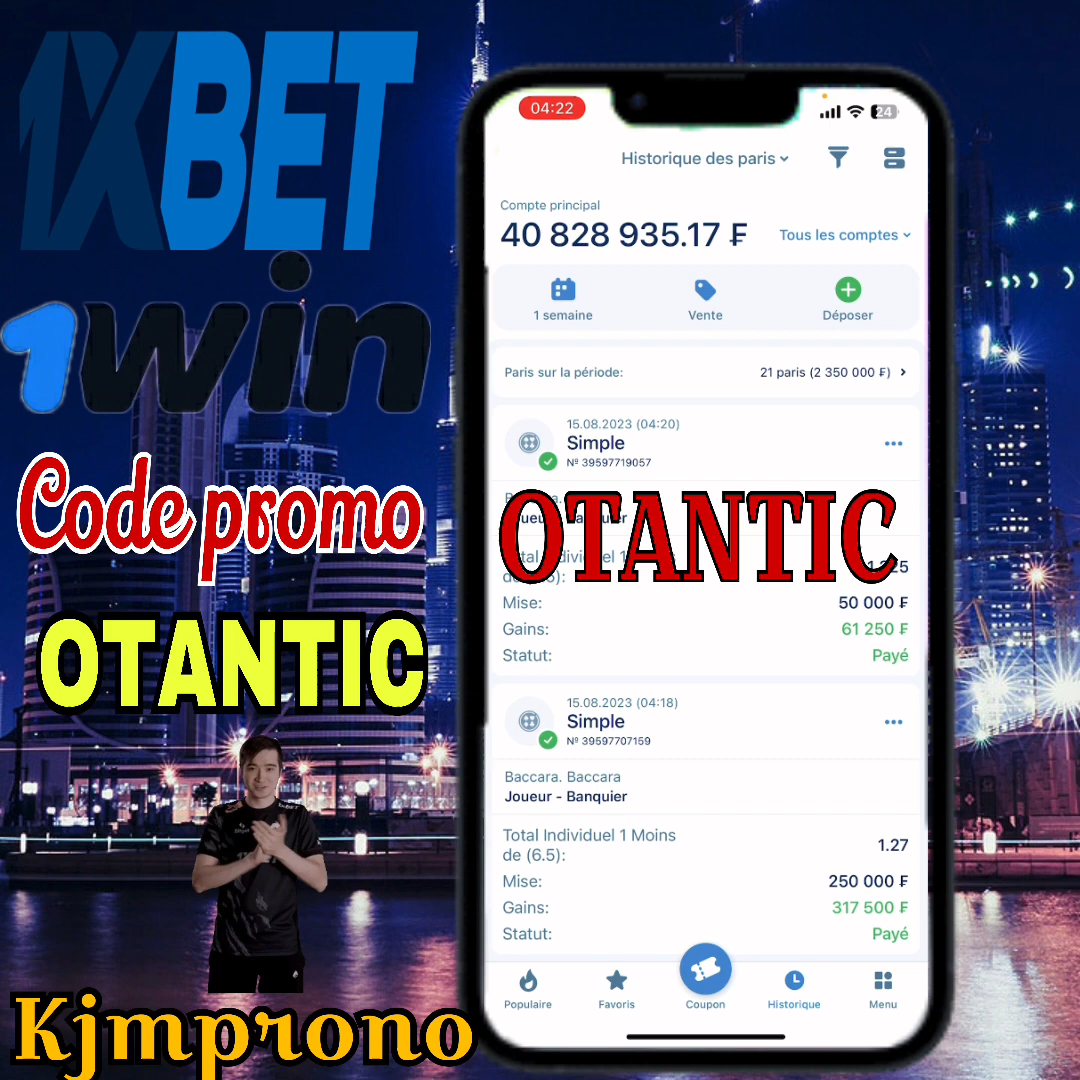 1XBET
1win
Code promo
OTANTIC
Kjmprono
04:22
24
Historique des paris
Compte principal
40 828 935.17 ₣
Tous les comptes
1 semaine
Vente
Déposer
Paris sur la période:
21 paris (2 350 000 ₣)
15.08.2023 (04:20)
Simple
Nº 39597719057
OTANTIC
Mise:
50 000 ₣
Gains:
61 250 ₣
Statut:
Payé
15.08.2023 (04:18)
Simple
Nº 39597707159
Baccara. Baccara
Joueur - Banquier
Total Individuel 1 Moins
de (6.5):
1.27
Mise:
250 000 ₣
Gains:
317 500 ₣
Statut:
Payé
Populaire
Favoris
Coupon
Historique
Menu